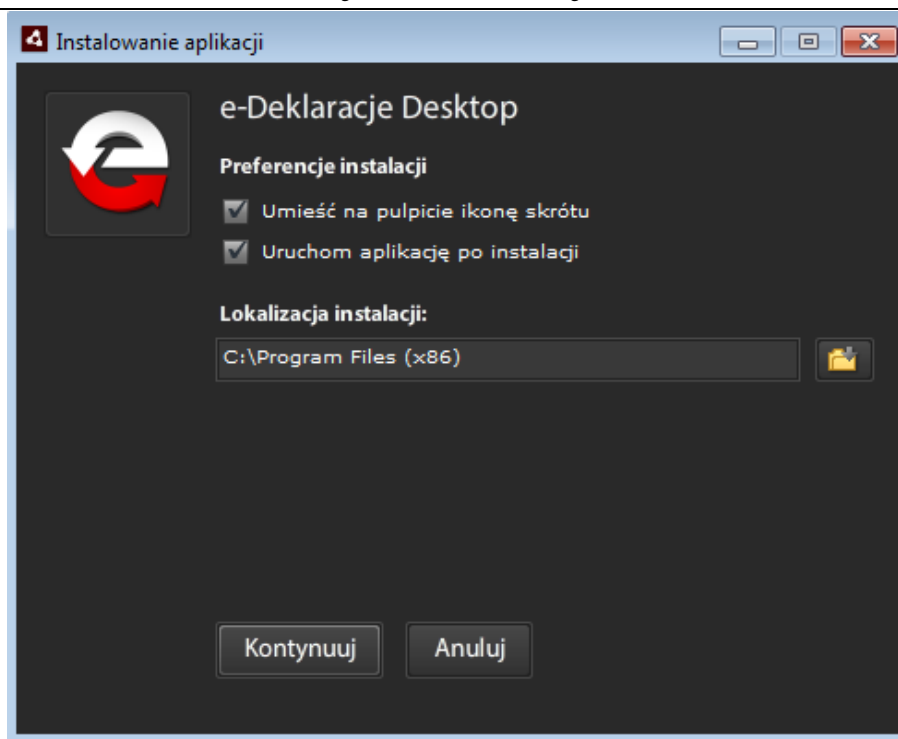 Instalowanie aplikacji
e-Deklaracje Desktop
Preferencje instalacji
Umieść na pulpicie ikonę skrótu
Uruchom aplikację po instalacji
Lokalizacja instalacji:
C:\Program Files (x86)
Kontynuuj
Anuluj